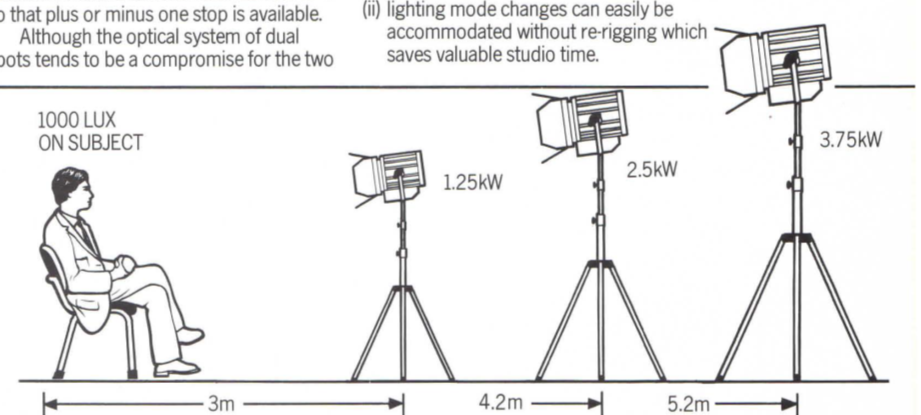 o that plus or minus one stop is available.
Although the optical system of dual
pots tends to be a compromise for the two
(ii) lighting mode changes can easily be
accommodated without re-rigging which
saves valuable studio time.
1000 LUX
ON SUBJECT
1.25kW
2.5kW
3.75kW
3m
4.2m
5.2m